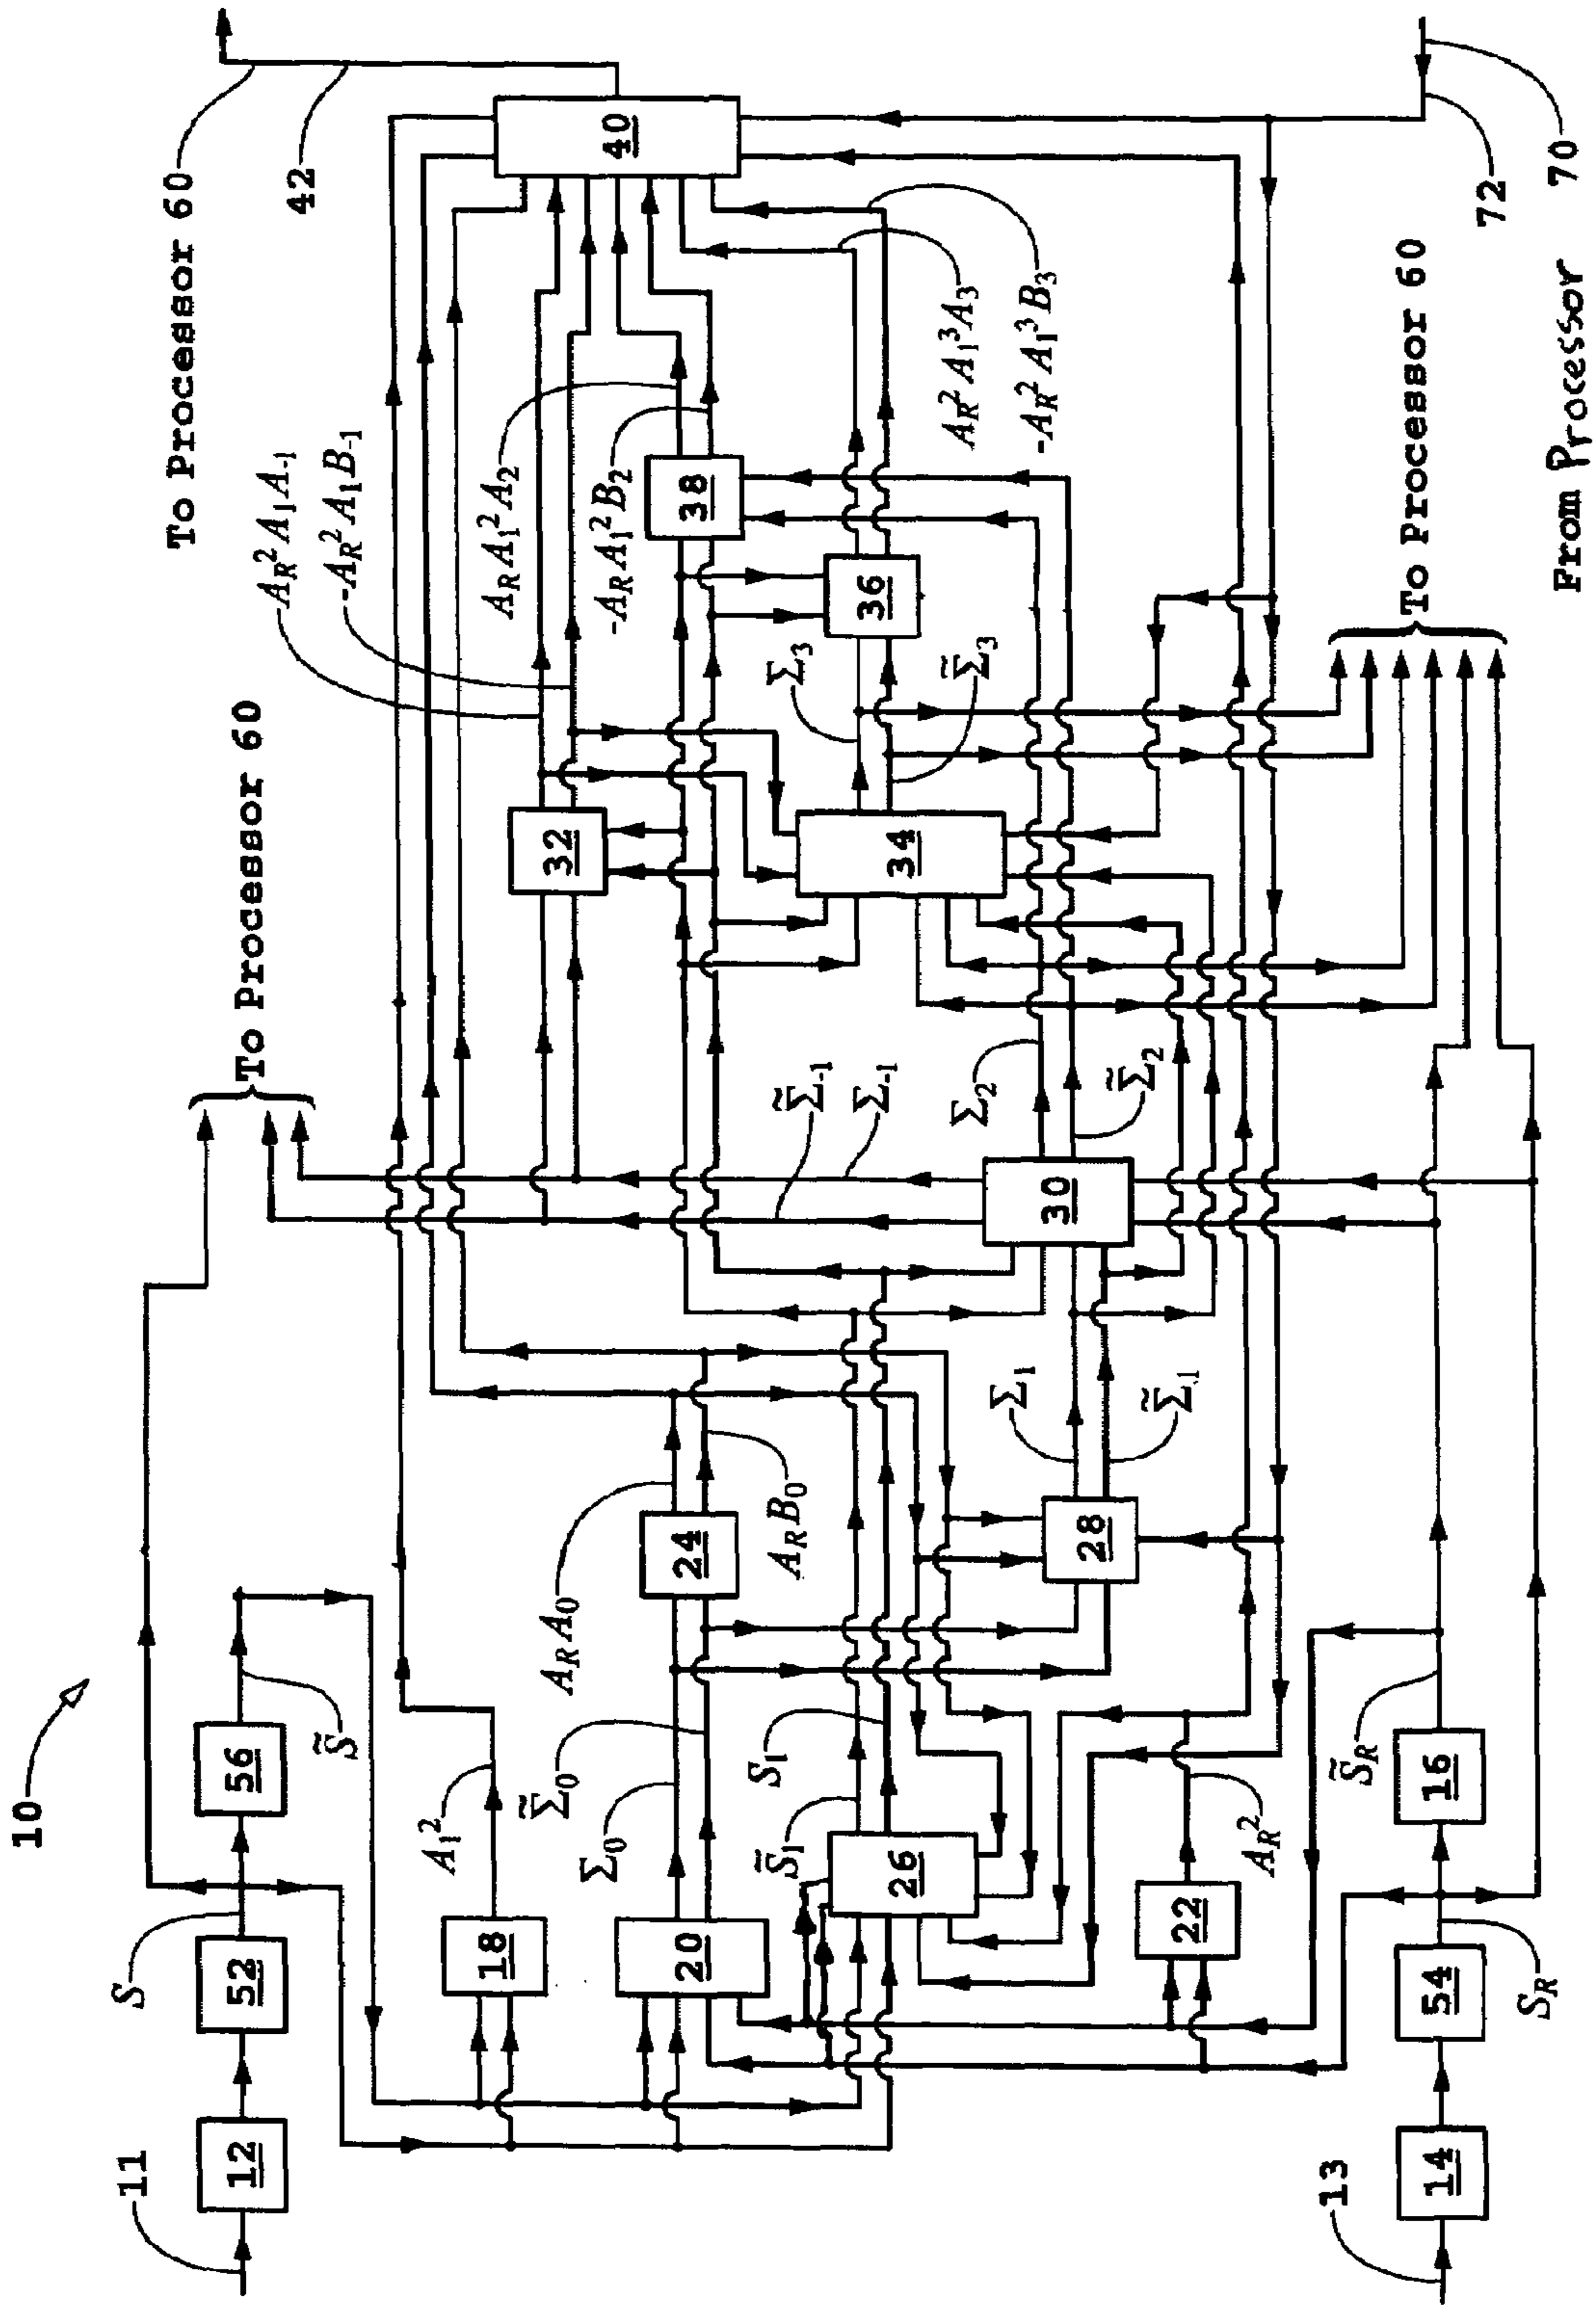 10
11
12
S
52
56
S̃
To Processor 60
To Processor 60
42
18
A₁²
20
Σ₀
Σ̃₀
24
A_R A₀
A_R B₀
32
-A_R² A₁A₋₁
-A_R² A₁B₋₁
A_R A₁² A₂
-A_R A₁² B₂
38
40
26
S̃₁
S₁
Σ̃₋₁
Σ₋₁
34
Σ₃
Σ̃₃
36
A_R² A₁³ A₃
-A_R² A₁³ B₃
22
A_R²
28
Σ₁
Σ̃₁
30
Σ₂
Σ̃₂
13
14
54
S_R
16
S̃_R
To Processor 60
72
70
From Processor